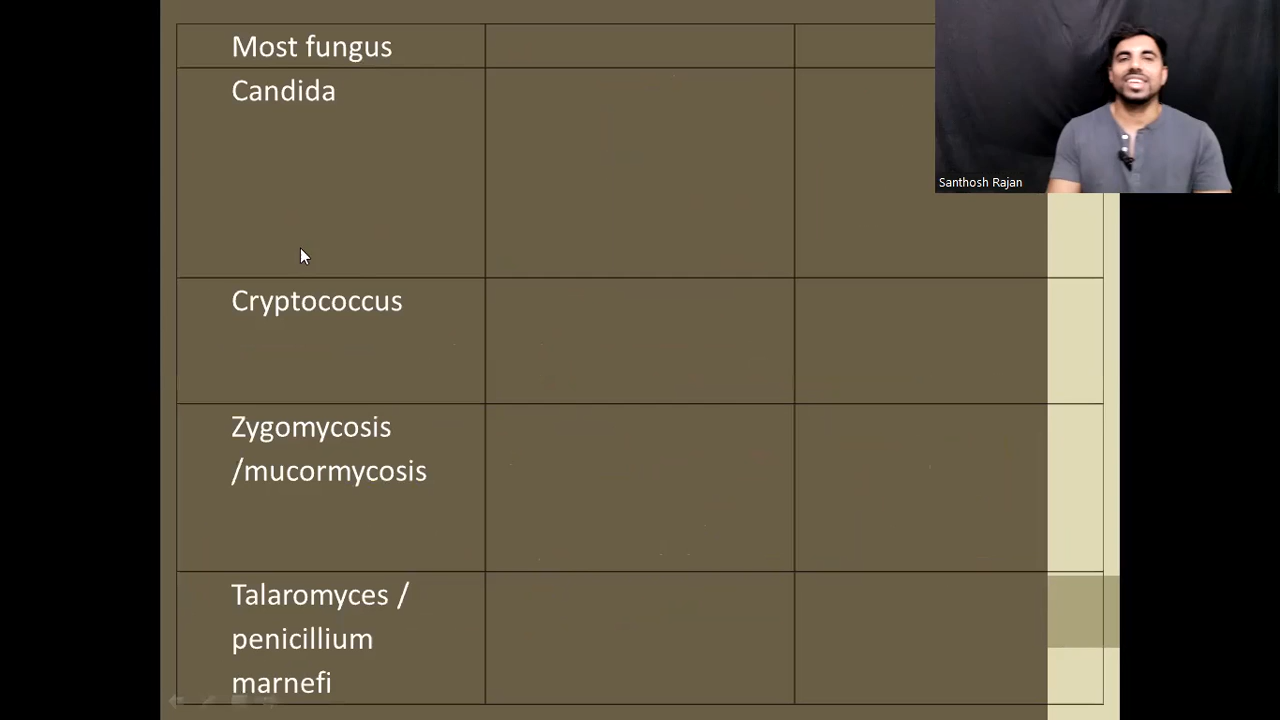 Most fungus
Candida
Santhosh Rajan
Cryptococcus
Zygomycosis
/mucormycosis
Talaromyces /
penicillium
marnefi